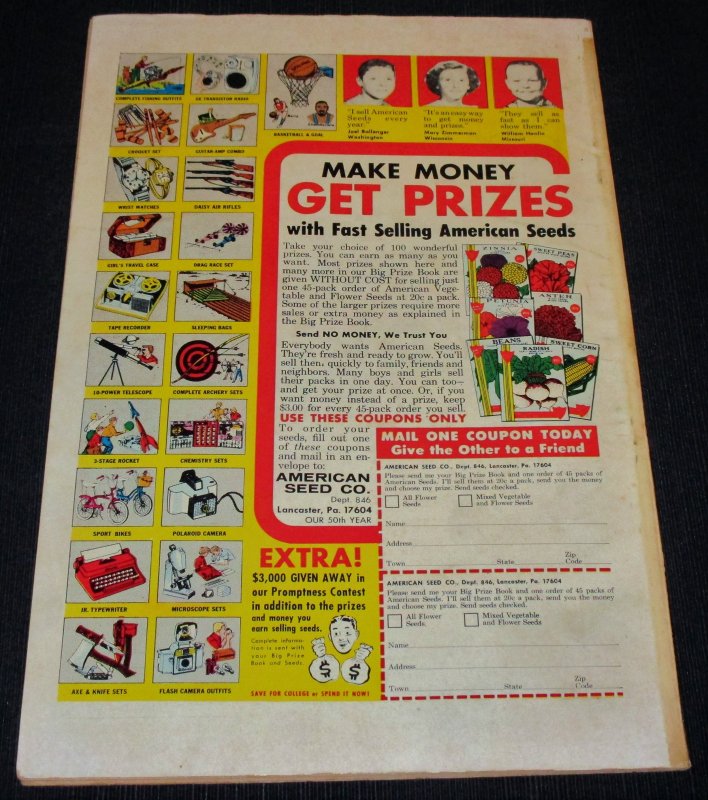 COMPLETE FISHING OUTFITS
GE TRANSISTOR RADIO
BASKETBALL & GOAL
CROQUET SET
GUITAR-AMP COMBO
WRIST WATCHES
DAISY AIR RIFLES
GIRL'S TRAVEL CASE
DRAG RACE SET
TAPE RECORDER
SLEEPING BAGS
10-POWER TELESCOPE
COMPLETE ARCHERY SETS
3-STAGE ROCKET
CHEMISTRY SETS
SPORT BIKES
POLAROID CAMERA
JR. TYPEWRITER
MICROSCOPE SETS
AXE & KNIFE SETS
FLASH CAMERA OUTFITS
"I sell American
Seeds every
year."
Joel Ballanger
Washington
"It's an easy way
to get money
and prizes."
Mary Zimmerman
Wisconsin
"They sell as
fast as I can
show them."
William
Missouri
MAKE MONEY
GET PRIZES
with Fast Selling American Seeds
Take your choice of 100 wonderful
prizes. You can earn as many as you
want. Most prizes shown here and
many more in our Big Prize Book are
given WITHOUT COST for selling just
one 45-pack order of American Vege-
table and Flower Seeds at 20c a pack.
Some of the larger prizes require more
sales or extra money as explained in
the Big Prize Book.
Send NO MONEY, We Trust You
Everybody wants American Seeds.
They're fresh and ready to grow. You'll
sell them, quickly to family, friends and
neighbors. Many boys and girls sell
their packs in one day. You can too—
and get your prize at once. Or, if you
want money instead of a prize, keep
$3.00 for every 45-pack order you sell.
ZINNIA
SWEET PEAS
PETUNIA
ASTER
BEANS
RADISH
SWEET CORN
USE THESE COUPONS ONLY
To order your
seeds, fill out one
of these coupons
and mail in an en-
velope to:
AMERICAN
SEED CO.
Dept. 846
Lancaster, Pa. 17604
OUR 50th YEAR
MAIL ONE COUPON TODAY
Give the Other to a Friend
AMERICAN SEED CO., Dept. 846, Lancaster, Pa. 17604
Please send me your Big Prize Book and one order of 45 packs of
American Seeds. I'll sell them at 20c a pack, send you the money
and choose my prize. Send seeds checked.
All Flower
Seeds
Mixed Vegetable
and Flower Seeds
Name
Address
Town State Zip Code
AMERICAN SEED CO., Dept. 846, Lancaster, Pa. 17604
Please send me your Big Prize Book and one order of 45 packs of
American Seeds. I'll sell them at 20c a pack, send you the money
and choose my prize. Send seeds checked.
All Flower
Seeds.
Mixed Vegetable
and Flower Seeds
Name
Address
Town State Zip Code
EXTRA!
$3,000 GIVEN AWAY in
our Promptness Contest
in addition to the prizes
and money you
earn selling seeds.
Complete informa-
tion is sent with
your Big Prize
Book and Seeds.
$ $
SAVE FOR COLLEGE or SPEND IT NOW!